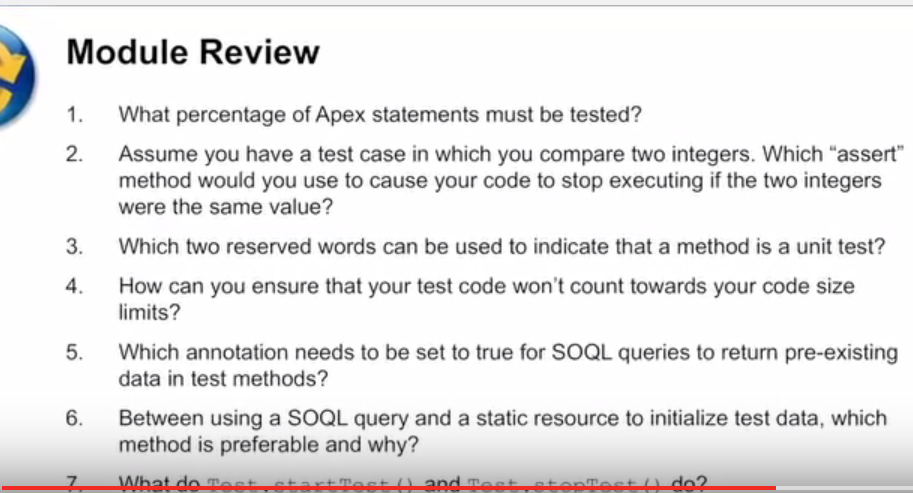 Module Review
1. What percentage of Apex statements must be tested?
2. Assume you have a test case in which you compare two integers. Which “assert”
method would you use to cause your code to stop executing if the two integers
were the same value?
3. Which two reserved words can be used to indicate that a method is a unit test?
4. How can you ensure that your test code won’t count towards your code size
limits?
5. Which annotation needs to be set to true for SOQL queries to return pre-existing
data in test methods?
6. Between using a SOQL query and a static resource to initialize test data, which
method is preferable and why?
7. What do Test.startTest() and Test.stopTest() do?